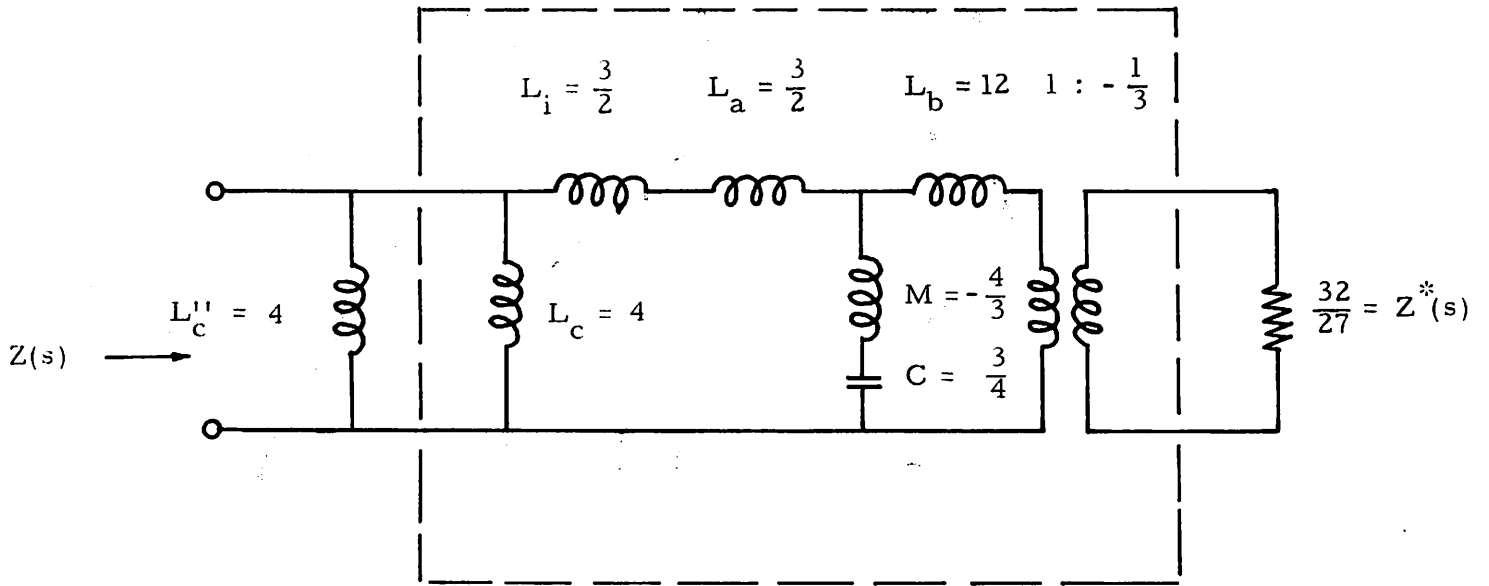 L_i = 3/2 L_a = 3/2 L_b = 12 1 : - 1/3
L_c'' = 4 L_c = 4 M = - 4/3 32/27 = Z*(s)
Z(s)
C = 3/4